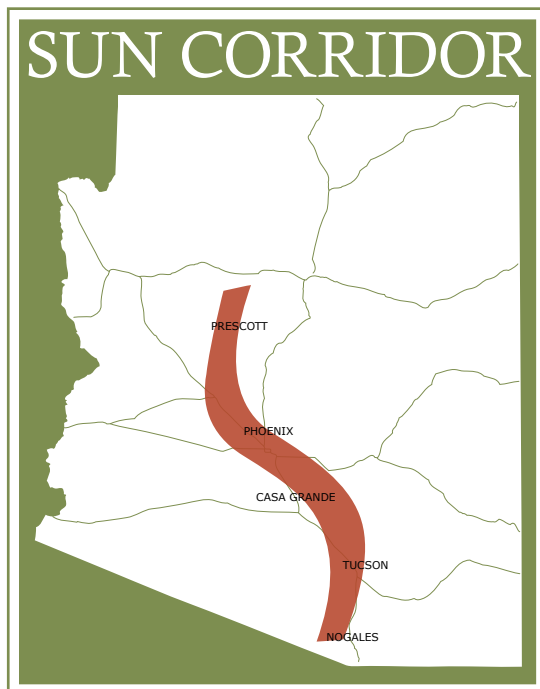 SUN CORRIDOR
PRESCOTT
PHOENIX
CASA GRANDE
TUCSON
NOGALES